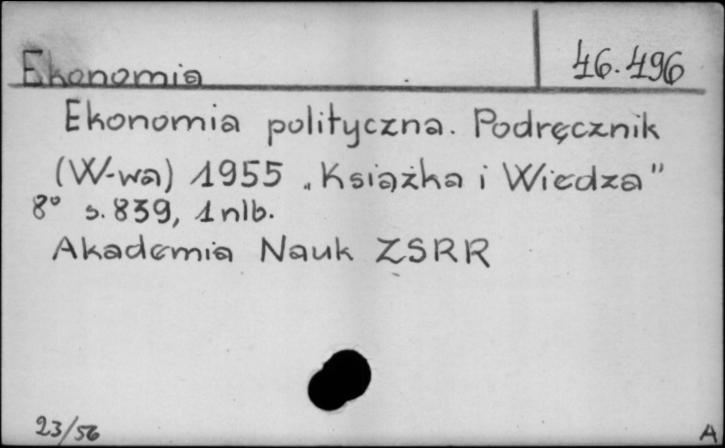 Ekonomia 46.496
Ekonomia polityczna. Podręcznik
(W-wa) 1955 „Książka i Wiedza"
8° s. 839, 1 nlb.
Akademia Nauk ZSRR
23/56 A